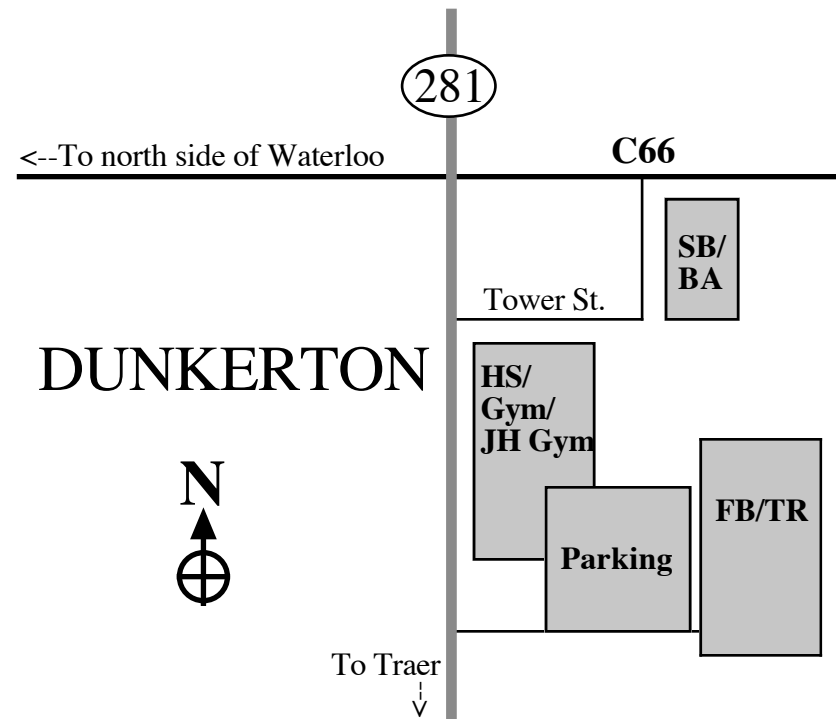 281
<--To north side of Waterloo
C66
SB/
BA
Tower St.
DUNKERTON
HS/
Gym/
JH Gym
N
FB/TR
Parking
To Traer